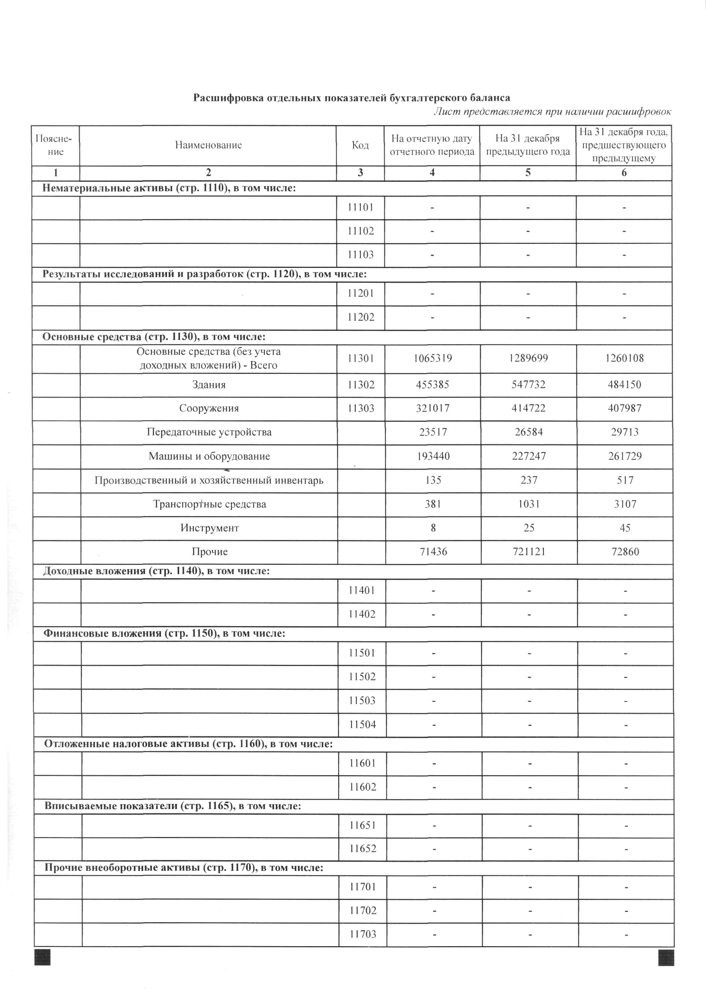 Расшифровка отдельных показателей бухгалтерского баланса
Лист представляется при наличии расшифровок
Поясне-
ние
Наименование
Код
На отчетную дату
отчетного периода
На 31 декабря
предыдущего года
На 31 декабря года,
предшествующего
предыдущему
1 2 3 4 5 6
Нематериальные активы (стр. 1110), в том числе:
11101 - - -
11102 - - -
11103 - - -
Результаты исследований и разработок (стр. 1120), в том числе:
11201 - - -
11202 - - -
Основные средства (стр. 1130), в том числе:
Основные средства (без учета
доходных вложений) - Всего
11301 1065319 1289699 1260108
Здания 11302 455385 547732 484150
Сооружения 11303 321017 414722 407987
Передаточные устройства 23517 26584 29713
Машины и оборудование 193440 227247 261729
Производственный и хозяйственный инвентарь 135 237 517
Транспортные средства 381 1031 3107
Инструмент 8 25 45
Прочие 71436 721121 72860
Доходные вложения (стр. 1140), в том числе:
11401 - - -
11402 - - -
Финансовые вложения (стр. 1150), в том числе:
11501 - - -
11502 - - -
11503 - - -
11504 - - -
Отложенные налоговые активы (стр. 1160), в том числе:
11601 - - -
11602 - - -
Вписываемые показатели (стр. 1165), в том числе:
11651 - - -
11652 - - -
Прочие внеоборотные активы (стр. 1170), в том числе:
11701 - - -
11702 - - -
11703 - - -